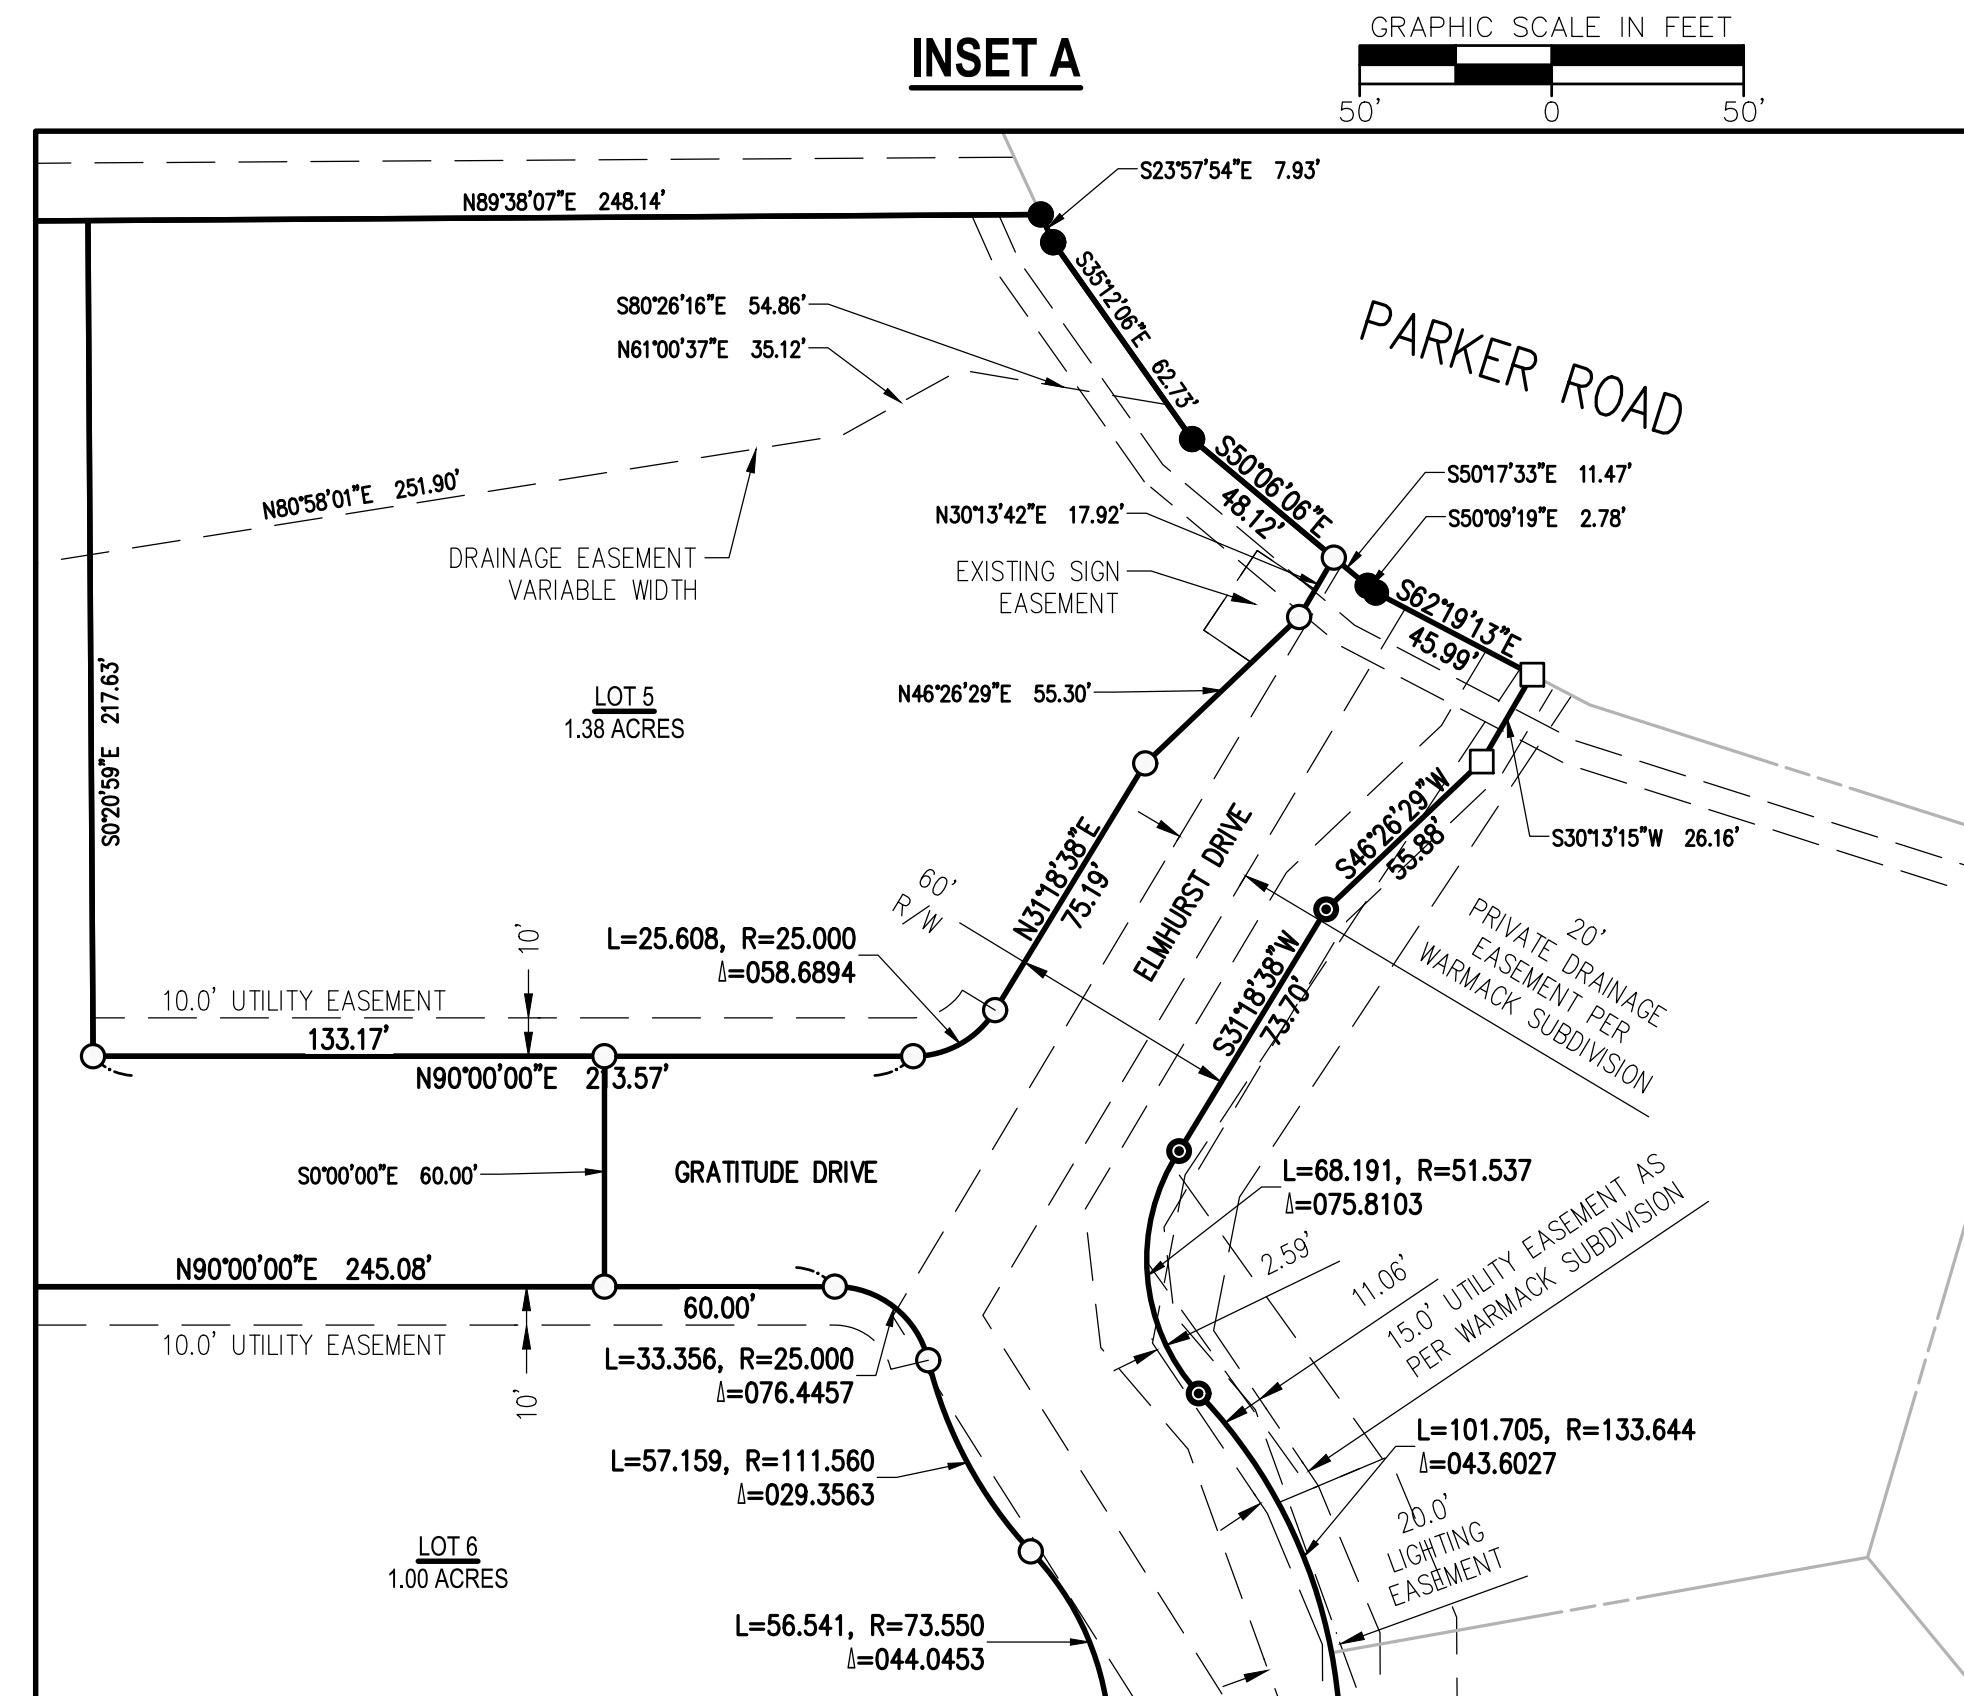 INSET A
GRAPHIC SCALE IN FEET
50' 0 50'
S23°57'54"E 7.93'
N89°38'07"E 248.14'
S35°12'06"E 62.73'
S80°26'16"E 54.86'
N61°00'37"E 35.12'
PARKER ROAD
S50°06'06"E
48.12'
S50°17'33"E 11.47'
S50°09'19"E 2.78'
N80°58'01"E 251.90'
N30°13'42"E 17.92'
DRAINAGE EASEMENT
VARIABLE WIDTH
EXISTING SIGN
EASEMENT
S62°19'13"E
45.99'
S0°20'59"E 217.63'
LOT 5
1.38 ACRES
N46°26'29"E 55.30'
S46°26'29"W
55.88'
S30°13'15"W 26.16'
N31°18'38"E
75.19'
ELMHURST DRIVE
60'
R/W
20'
PRIVATE DRAINAGE
EASEMENT PER
WARMACK SUBDIVISION
L=25.608, R=25.000
Δ=058.6894
10'
10.0' UTILITY EASEMENT
133.17'
N90°00'00"E 213.57'
S31°18'38"W
73.70'
S0°00'00"E 60.00'
GRATITUDE DRIVE
L=68.191, R=51.537
Δ=075.8103
N90°00'00"E 245.08'
60.00'
2.59'
11.06'
15.0' UTILITY EASEMENT AS
PER WARMACK SUBDIVISION
10.0' UTILITY EASEMENT
10'
L=33.356, R=25.000
Δ=076.4457
L=101.705, R=133.644
Δ=043.6027
L=57.159, R=111.560
Δ=029.3563
20.0'
LIGHTING
EASEMENT
LOT 6
1.00 ACRES
L=56.541, R=73.550
Δ=044.0453